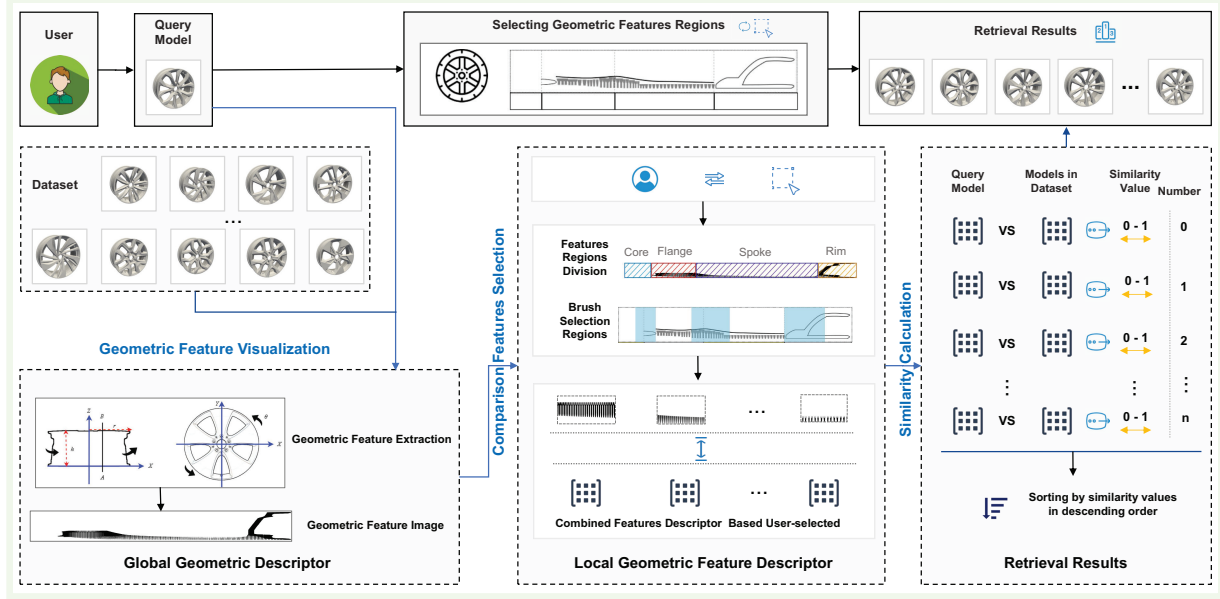 User
Query
Model
Selecting Geometric Features Regions
Retrieval Results
1
2
3
...
Dataset
...
Geometric Feature Visualization
Geometric Feature Extraction
Z
B
r
h
X
A
Y
θ
X
Geometric Feature Image
Global Geometric Descriptor
Comparison Features Selection
Features
Regions
Division
Core
Flange
Spoke
Rim
Brush
Selection
Regions
...
...
Combined Features Descriptor Based User-selected
Local Geometric Feature Descriptor
Similarity Calculation
Query
Model
Models in
Dataset
Similarity
Value
Number
VS
0 - 1
0
VS
0 - 1
1
VS
0 - 1
2
VS
0 - 1
n
Sorting by similarity values
in descending order
Retrieval Results